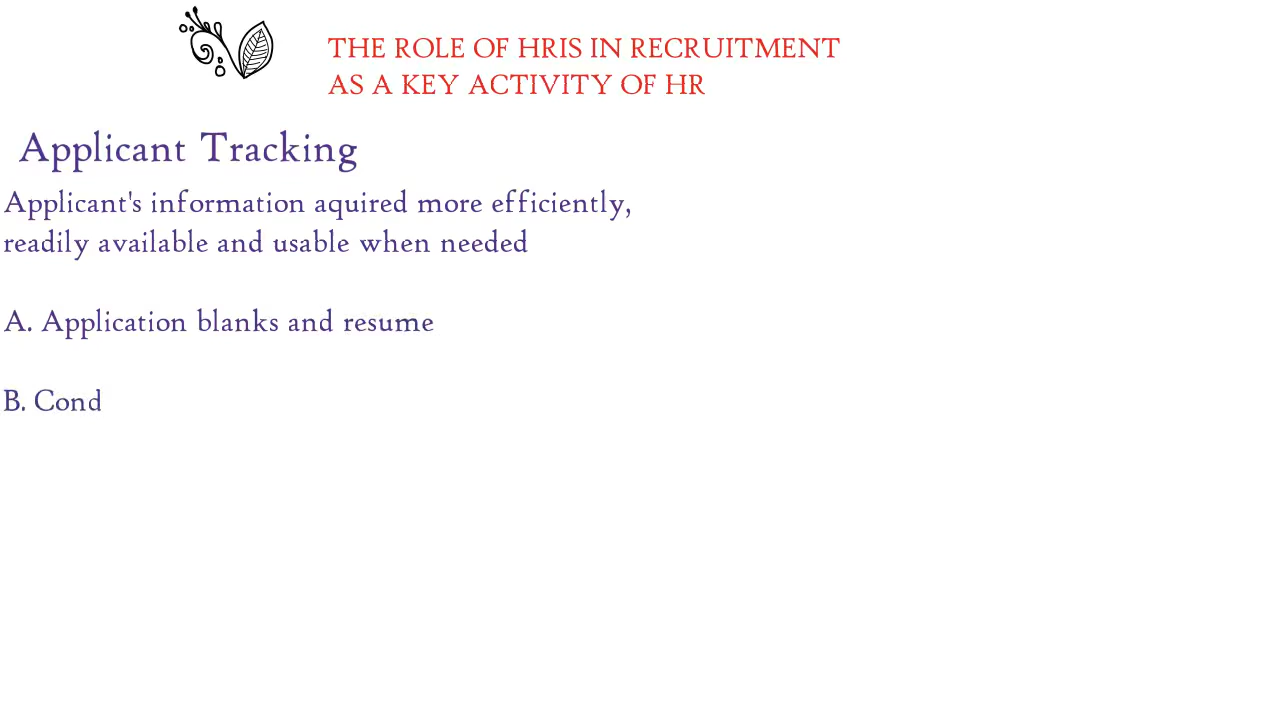 THE ROLE OF HRIS IN RECRUITMENT
AS A KEY ACTIVITY OF HR
Applicant Tracking
Applicant's information aquired more efficiently,
readily available and usable when needed
A. Application blanks and resume
B. Cond